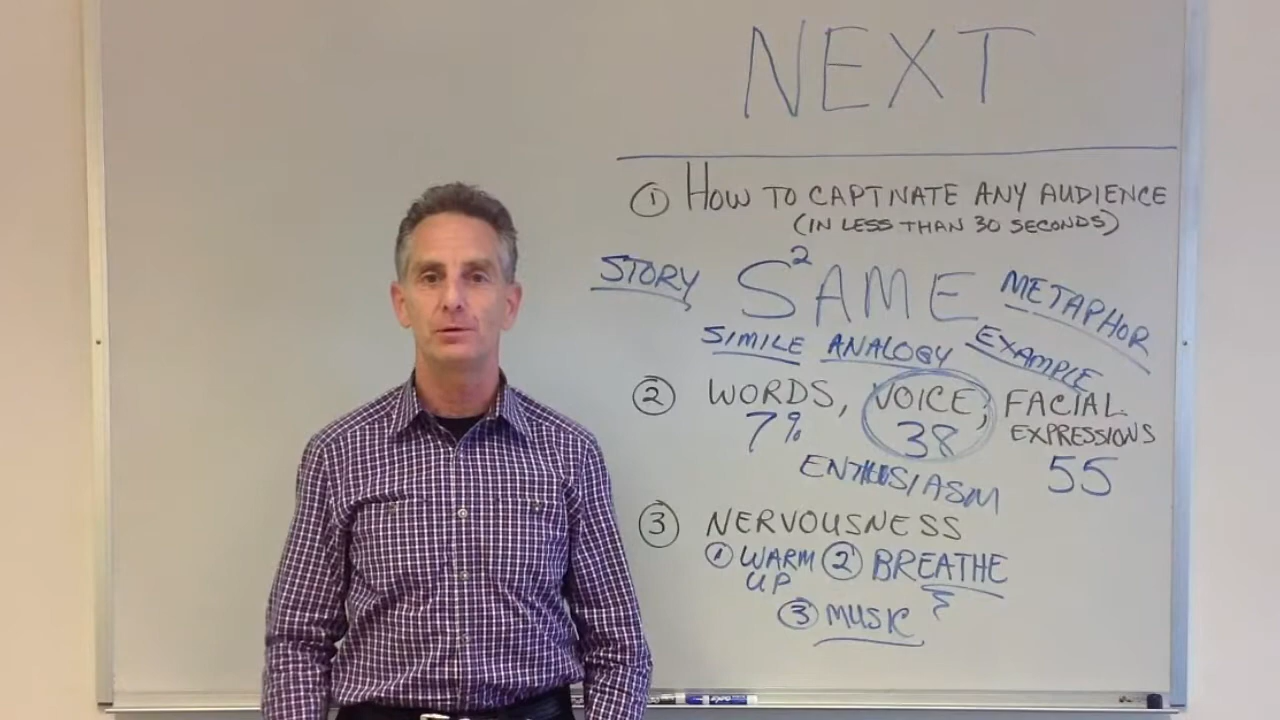 NEXT
① HOW TO CAPTIVATE ANY AUDIENCE
(IN LESS THAN 30 SECONDS)
STORY S²AME METAPHOR
SIMILE ANALOGY EXAMPLE
② WORDS, VOICE, FACIAL EXPRESSIONS
7% 38 55
ENTHUSIASM
③ NERVOUSNESS
① WARM UP ② BREATHE
③ MUSIC